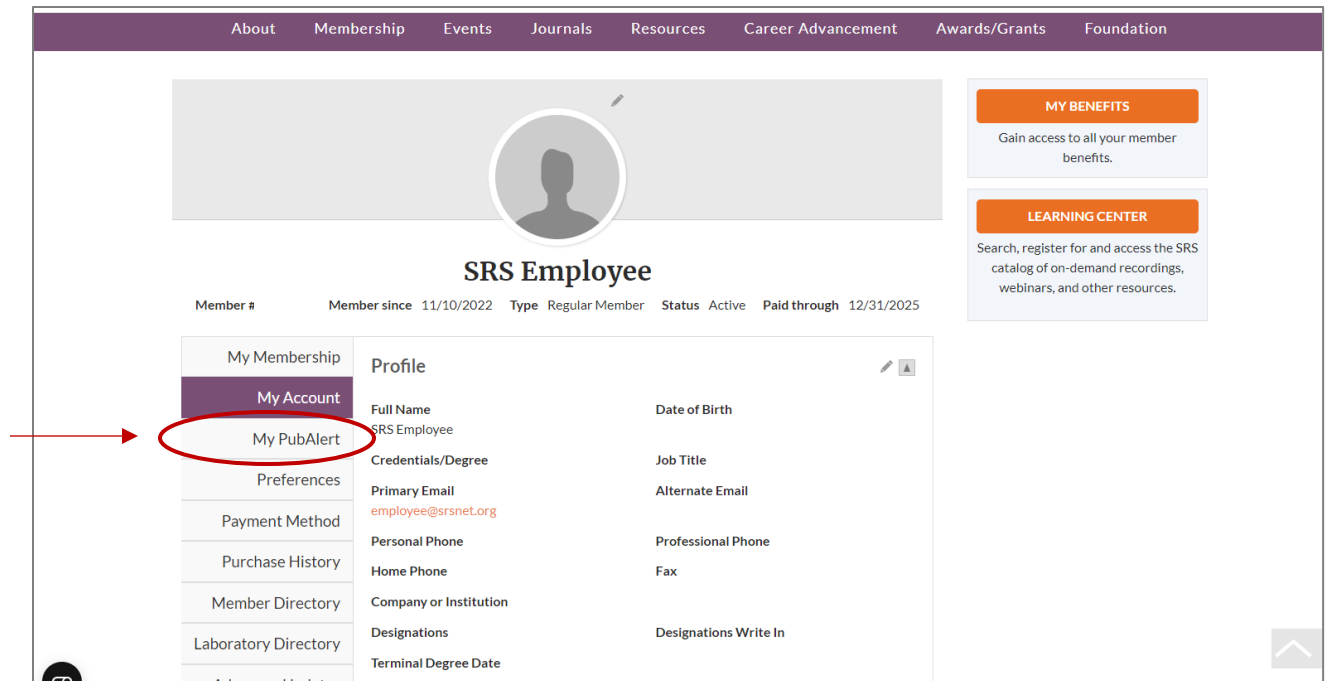 About Membership Events Journals Resources Career Advancement Awards/Grants Foundation
MY BENEFITS
Gain access to all your member
benefits.
LEARNING CENTER
Search, register for and access the SRS
catalog of on-demand recordings,
webinars, and other resources.
SRS Employee
Member # Member since 11/10/2022 Type Regular Member Status Active Paid through 12/31/2025
My Membership
My Account
My PubAlert
Preferences
Payment Method
Purchase History
Member Directory
Laboratory Directory
Profile
Full Name Date of Birth
SRS Employee
Credentials/Degree Job Title
Primary Email Alternate Email
employee@srsnet.org
Personal Phone Professional Phone
Home Phone Fax
Company or Institution
Designations Designations Write In
Terminal Degree Date